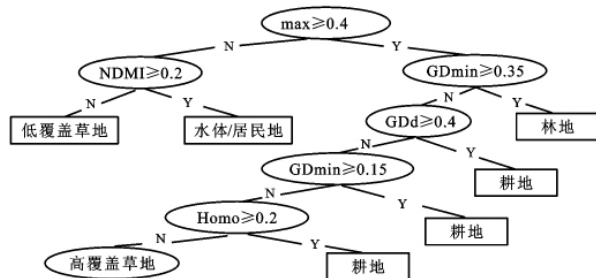 max≥0.4
N
Y
NDMI≥0.2
GDmin≥0.35
N
Y
N
Y
低覆盖草地
水体/居民地
GDd≥0.4
林地
N
Y
GDmin≥0.15
耕地
N
Y
Homo≥0.2
耕地
N
Y
高覆盖草地
耕地